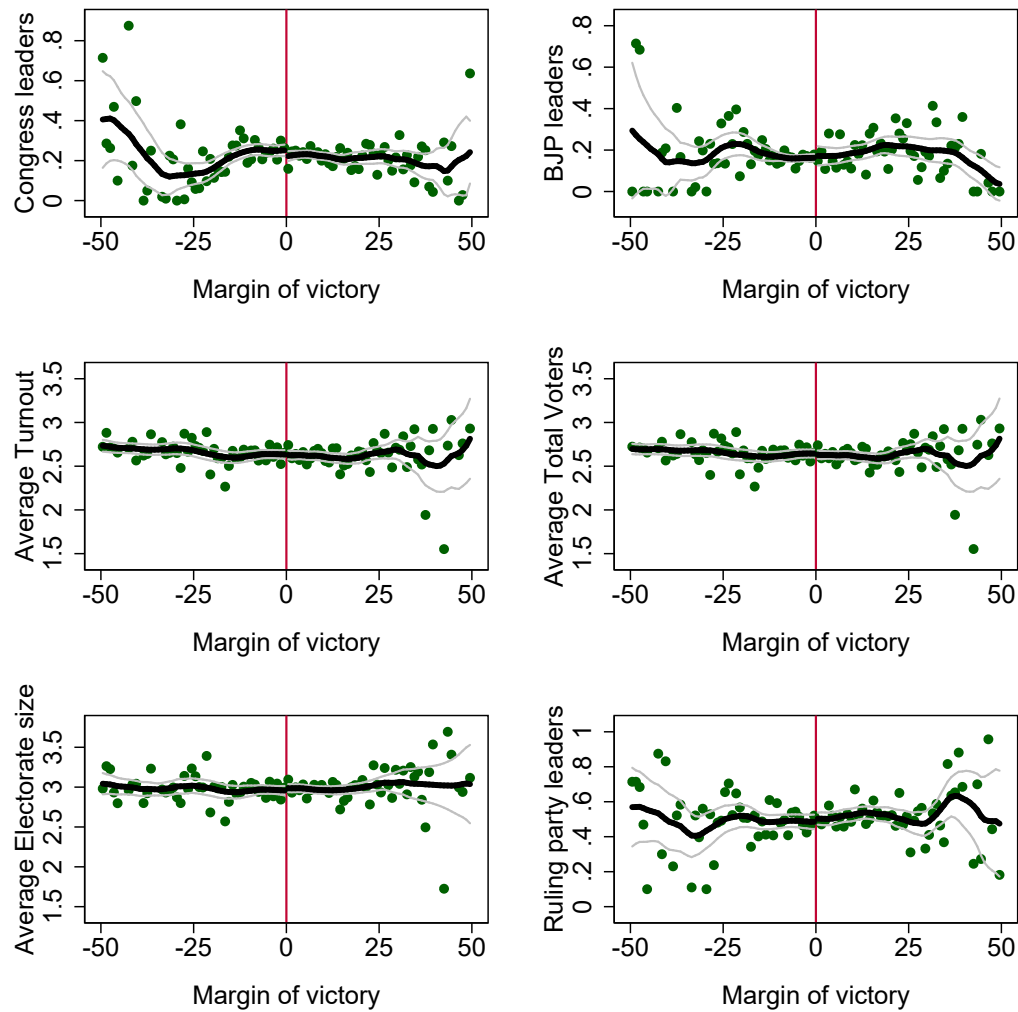 Congress leaders
0 .2 .4 .6 .8
-50 -25 0 25 50
Margin of victory
BJP leaders
0 .2 .4 .6 .8
-50 -25 0 25 50
Margin of victory
Average Turnout
1.5 2 2.5 3 3.5
-50 -25 0 25 50
Margin of victory
Average Total Voters
1.5 2 2.5 3 3.5
-50 -25 0 25 50
Margin of victory
Average Electorate size
1.5 2 2.5 3 3.5
-50 -25 0 25 50
Margin of victory
Ruling party leaders
0 .2 .4 .6 .8 1
-50 -25 0 25 50
Margin of victory